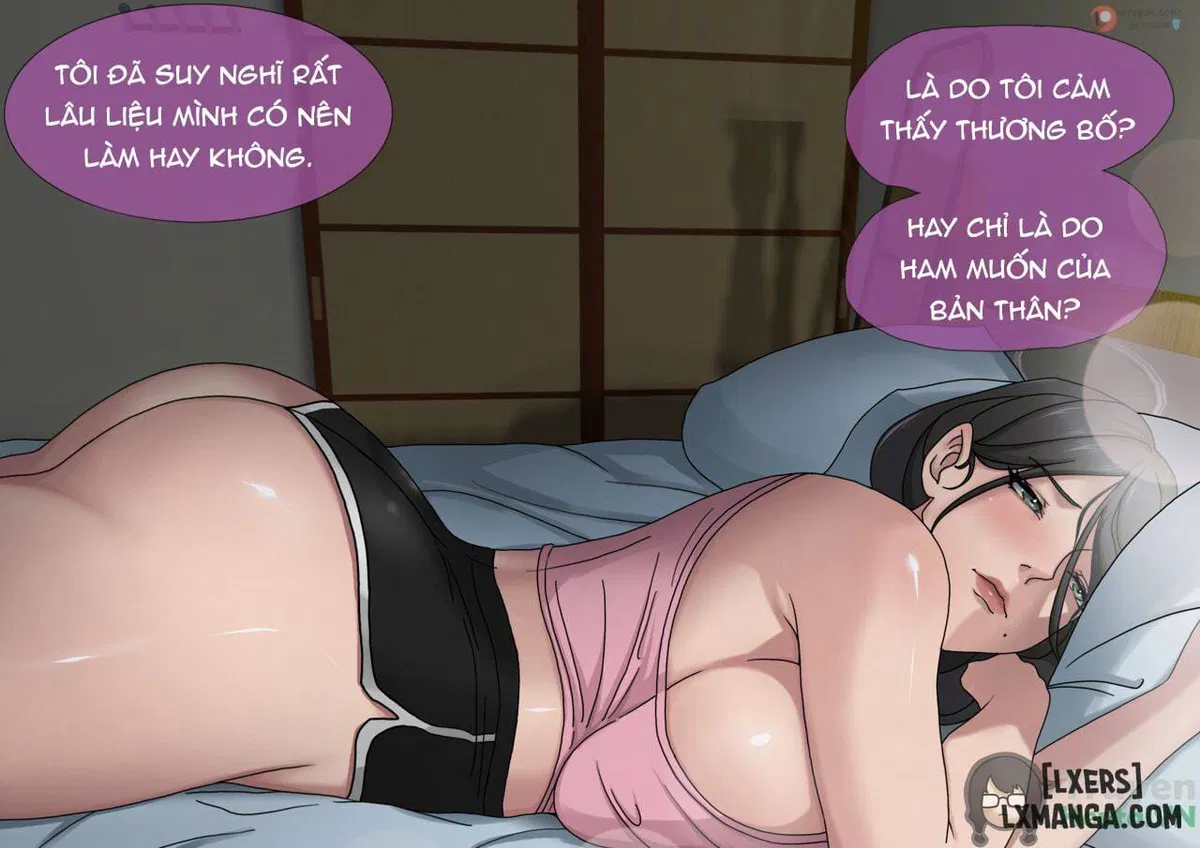 TÔI ĐÃ SUY NGHĨ RẤT
LÂU LIỆU MÌNH CÓ NÊN
LÀM HAY KHÔNG.
LÀ DO TÔI CẢM
THẤY THƯƠNG BỐ?
HAY CHỈ LÀ DO
HAM MUỐN CỦA
BẢN THÂN?
[LXERS]
LXMANGA.COM